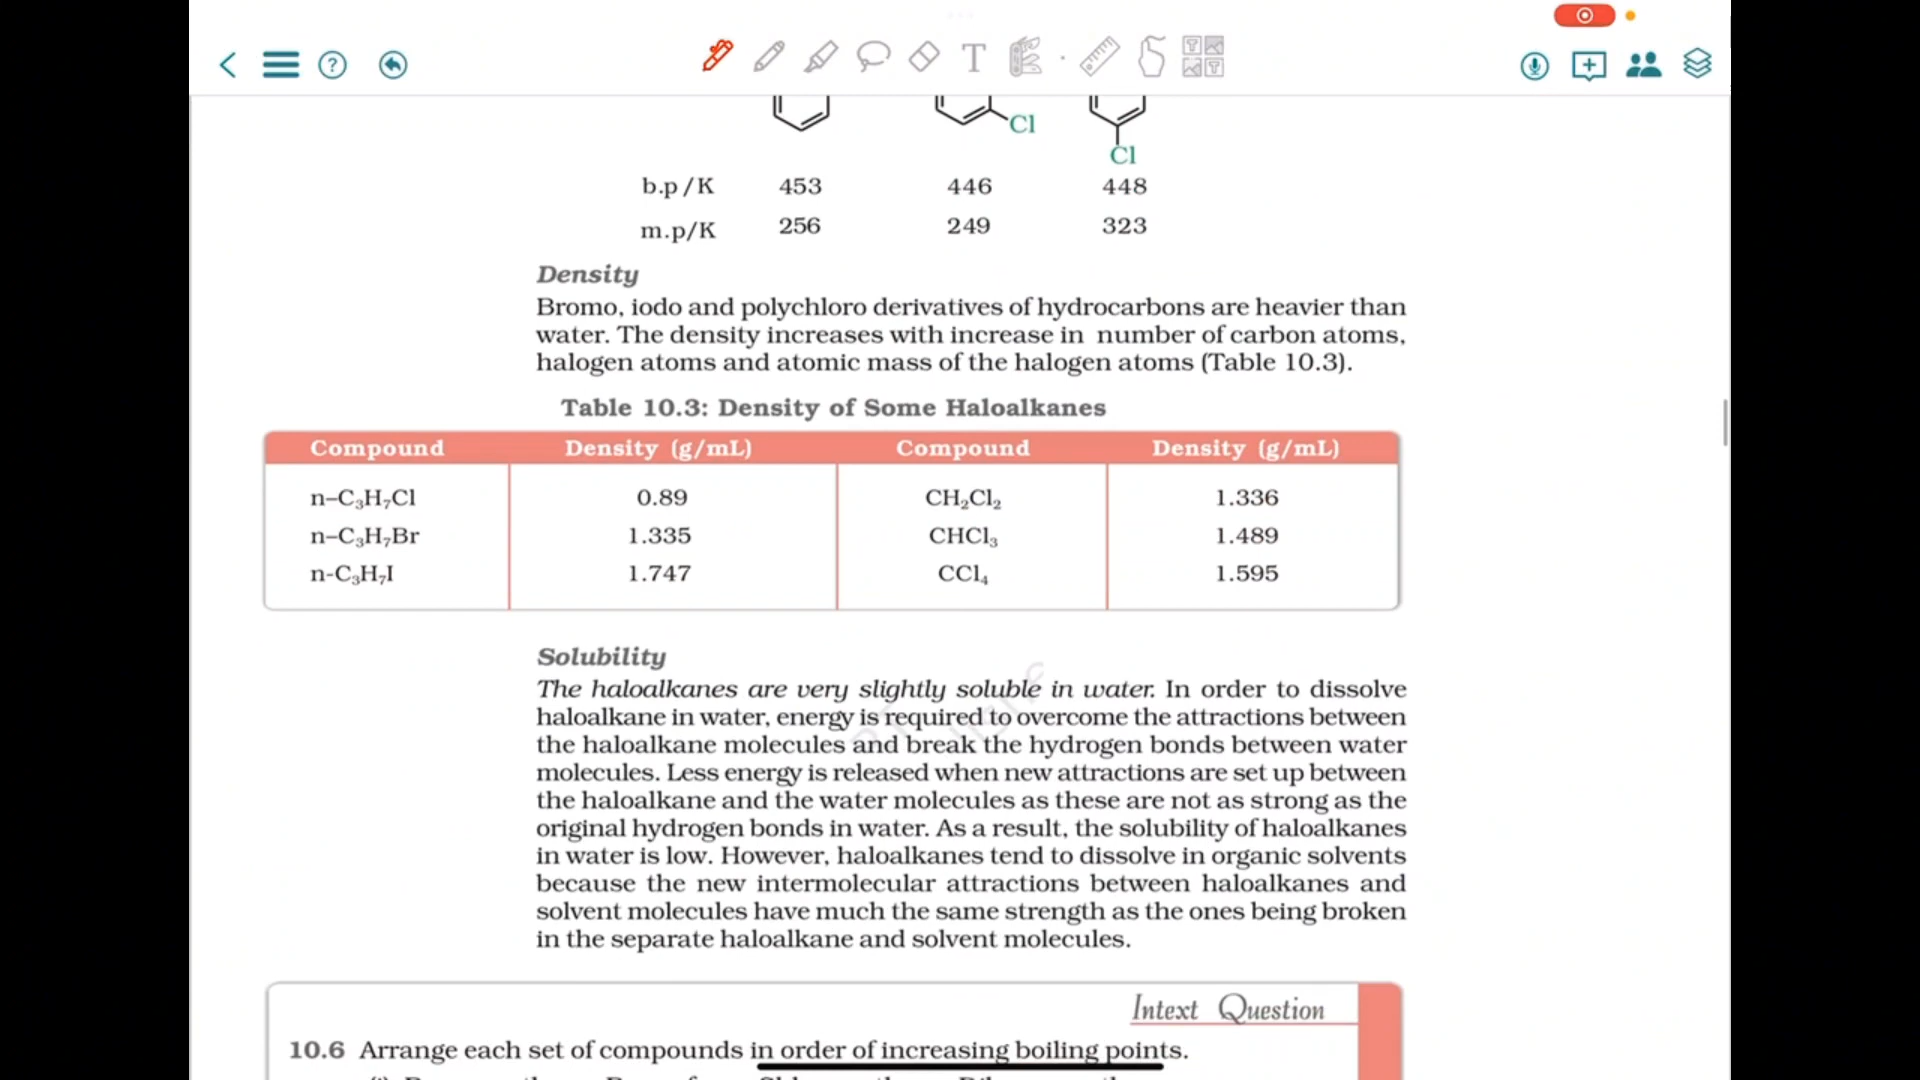 T
Cl
Cl
b.p/K 453 446 448
m.p/K 256 249 323
Density
Bromo, iodo and polychloro derivatives of hydrocarbons are heavier than
water. The density increases with increase in number of carbon atoms,
halogen atoms and atomic mass of the halogen atoms (Table 10.3).
Table 10.3: Density of Some Haloalkanes
Compound Density (g/mL) Compound Density (g/mL)
n–C₃H₇Cl 0.89 CH₂Cl₂ 1.336
n–C₃H₇Br 1.335 CHCl₃ 1.489
n-C₃H₇I 1.747 CCl₄ 1.595
Solubility
The haloalkanes are very slightly soluble in water. In order to dissolve
haloalkane in water, energy is required to overcome the attractions between
the haloalkane molecules and break the hydrogen bonds between water
molecules. Less energy is released when new attractions are set up between
the haloalkane and the water molecules as these are not as strong as the
original hydrogen bonds in water. As a result, the solubility of haloalkanes
in water is low. However, haloalkanes tend to dissolve in organic solvents
because the new intermolecular attractions between haloalkanes and
solvent molecules have much the same strength as the ones being broken
in the separate haloalkane and solvent molecules.
Intext Question
10.6 Arrange each set of compounds in order of increasing boiling points.